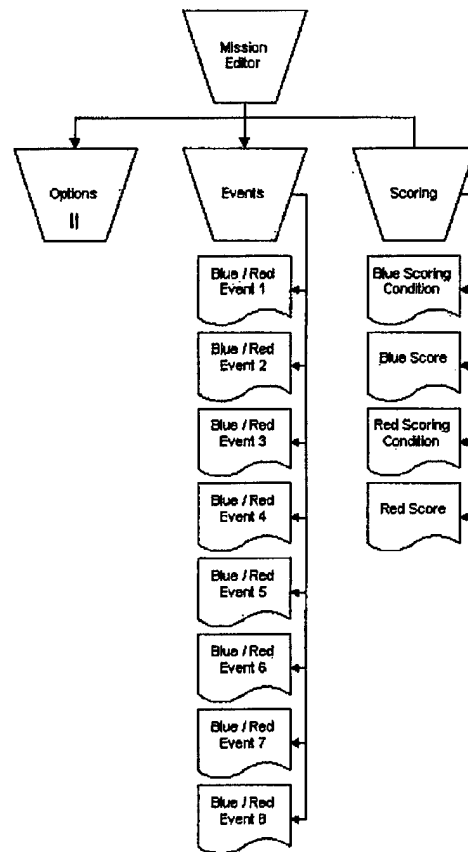 Mission
Editor
Options
Events
Scoring
Blue / Red
Event 1
Blue / Red
Event 2
Blue / Red
Event 3
Blue / Red
Event 4
Blue / Red
Event 5
Blue / Red
Event 6
Blue / Red
Event 7
Blue / Red
Event 8
Blue Scoring
Condition
Blue Score
Red Scoring
Condition
Red Score